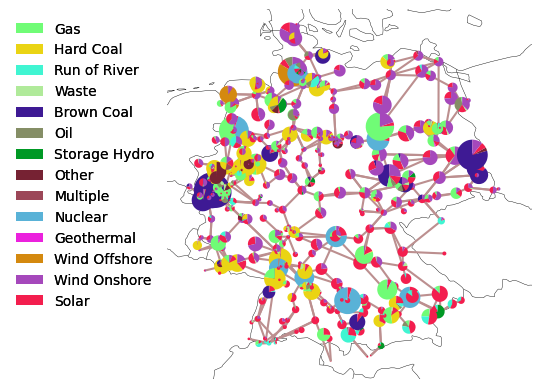 Gas
Hard Coal
Run of River
Waste
Brown Coal
Oil
Storage Hydro
Other
Multiple
Nuclear
Geothermal
Wind Offshore
Wind Onshore
Solar